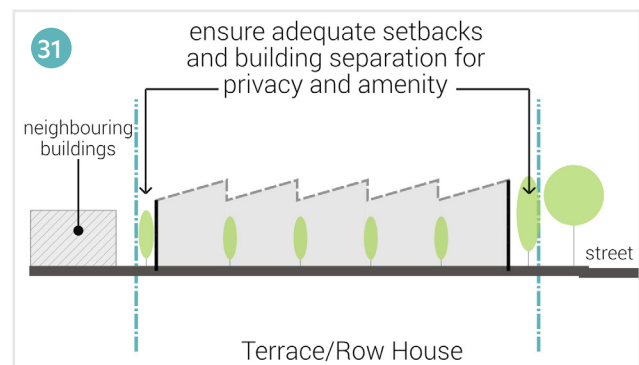 31
ensure adequate setbacks
and building separation for
privacy and amenity
neighbouring
buildings
street
Terrace/Row House